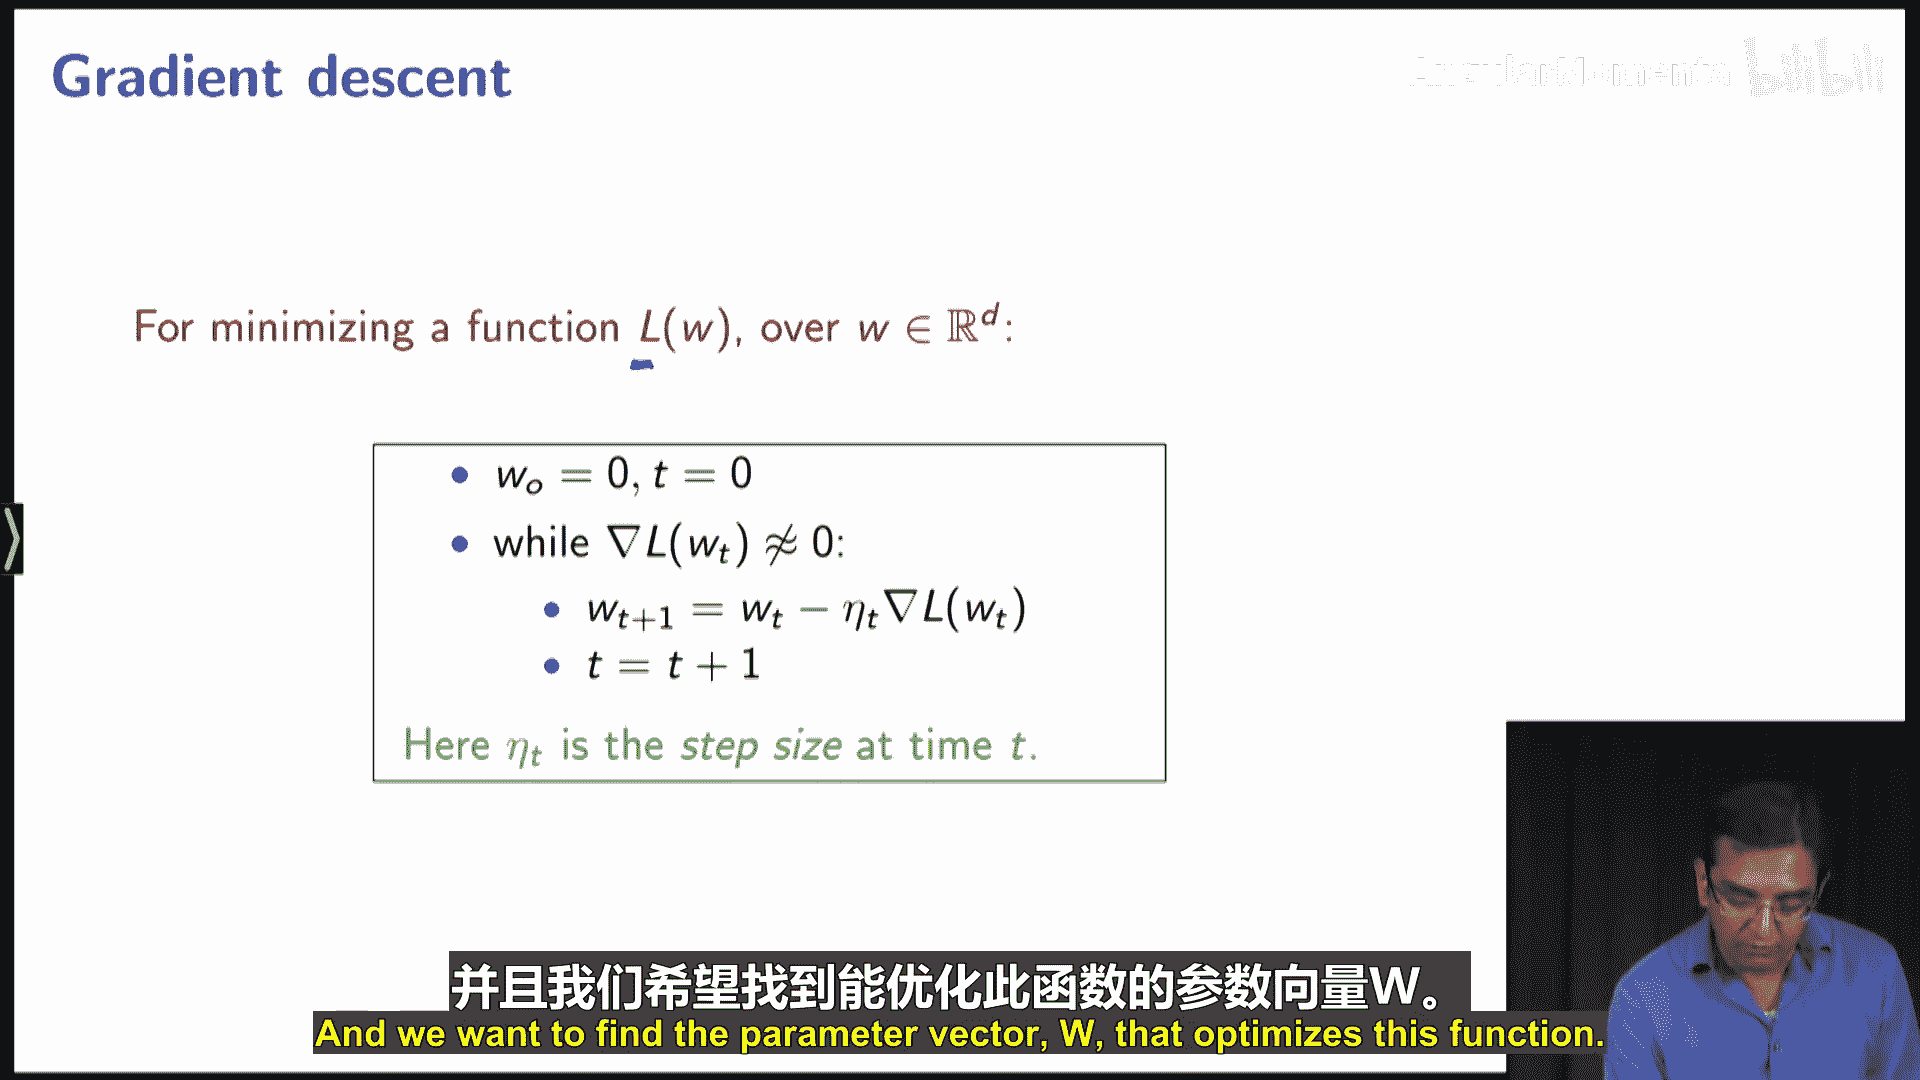 Gradient descent
bilibili
For minimizing a function L(w), over w ∈ ℝ^d:
• w_o = 0, t = 0
• while ∇L(w_t) ≉ 0:
• w_{t+1} = w_t − η_t∇L(w_t)
• t = t + 1
Here η_t is the step size at time t.
并且我们希望找到能优化此函数的参数向量W。
And we want to find the parameter vector, W, that optimizes this function.